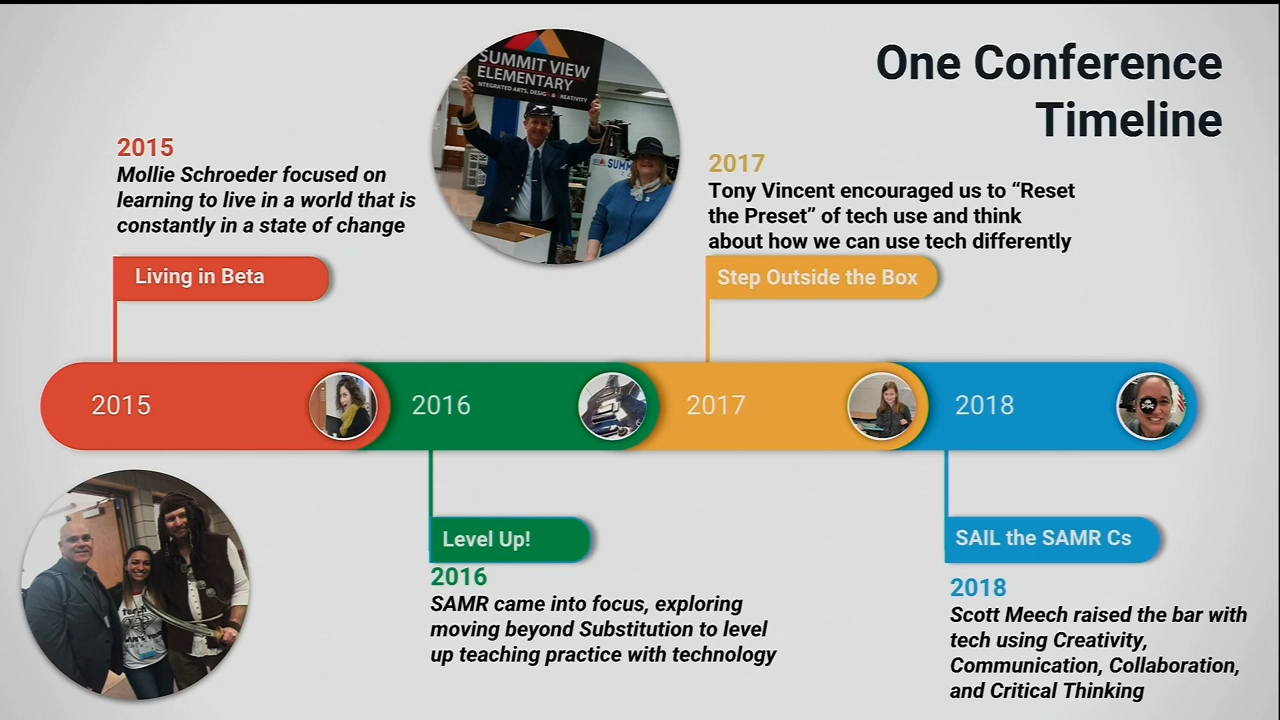 One Conference
Timeline
SUMMIT VIEW
ELEMENTARY
INTEGRATED ARTS, DESIGN & CREATIVITY
2015
Mollie Schroeder focused on
learning to live in a world that is
constantly in a state of change
Living in Beta
2017
Tony Vincent encouraged us to “Reset
the Preset” of tech use and think
about how we can use tech differently
Step Outside the Box
2015
2016
2017
2018
Level Up!
2016
SAMR came into focus, exploring
moving beyond Substitution to level
up teaching practice with technology
SAIL the SAMR Cs
2018
Scott Meech raised the bar with
tech using Creativity,
Communication, Collaboration,
and Critical Thinking